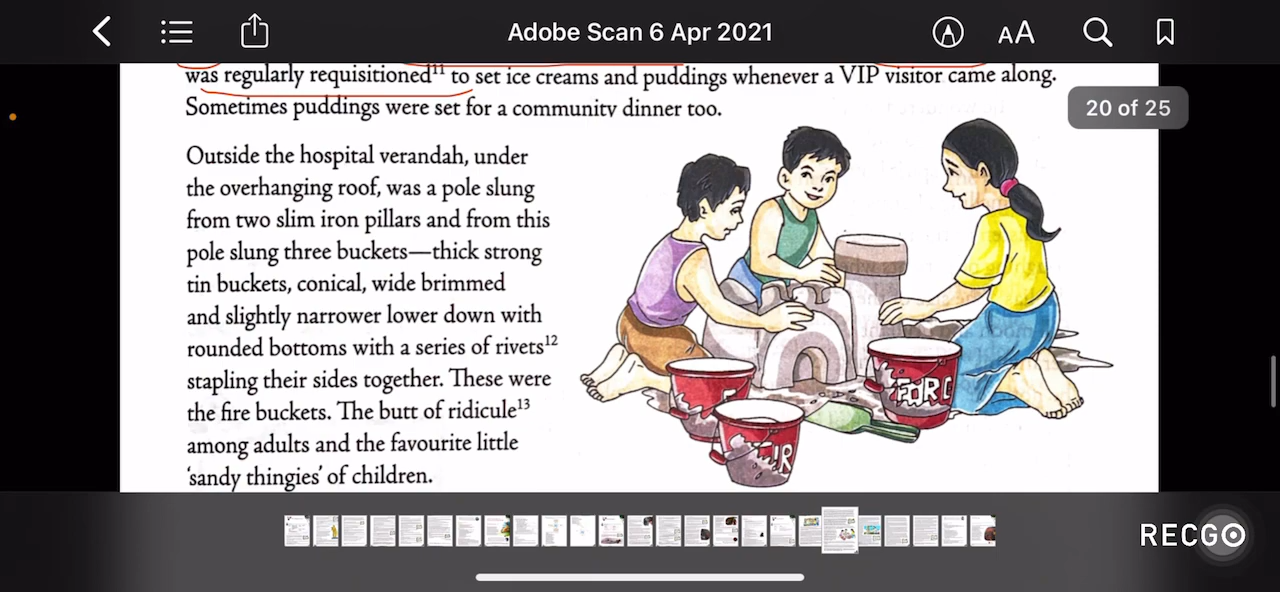 Adobe Scan 6 Apr 2021
AA
was regularly requisitioned¹¹ to set ice creams and puddings whenever a VIP visitor came along.
20 of 25
Sometimes puddings were set for a community dinner too.
Outside the hospital verandah, under
the overhanging roof, was a pole slung
from two slim iron pillars and from this
pole slung three buckets—thick strong
tin buckets, conical, wide brimmed
and slightly narrower lower down with
rounded bottoms with a series of rivets¹²
stapling their sides together. These were
the fire buckets. The butt of ridicule¹³
among adults and the favourite little
‘sandy thingies’ of children.
FOR C
F
FIR
RECGO